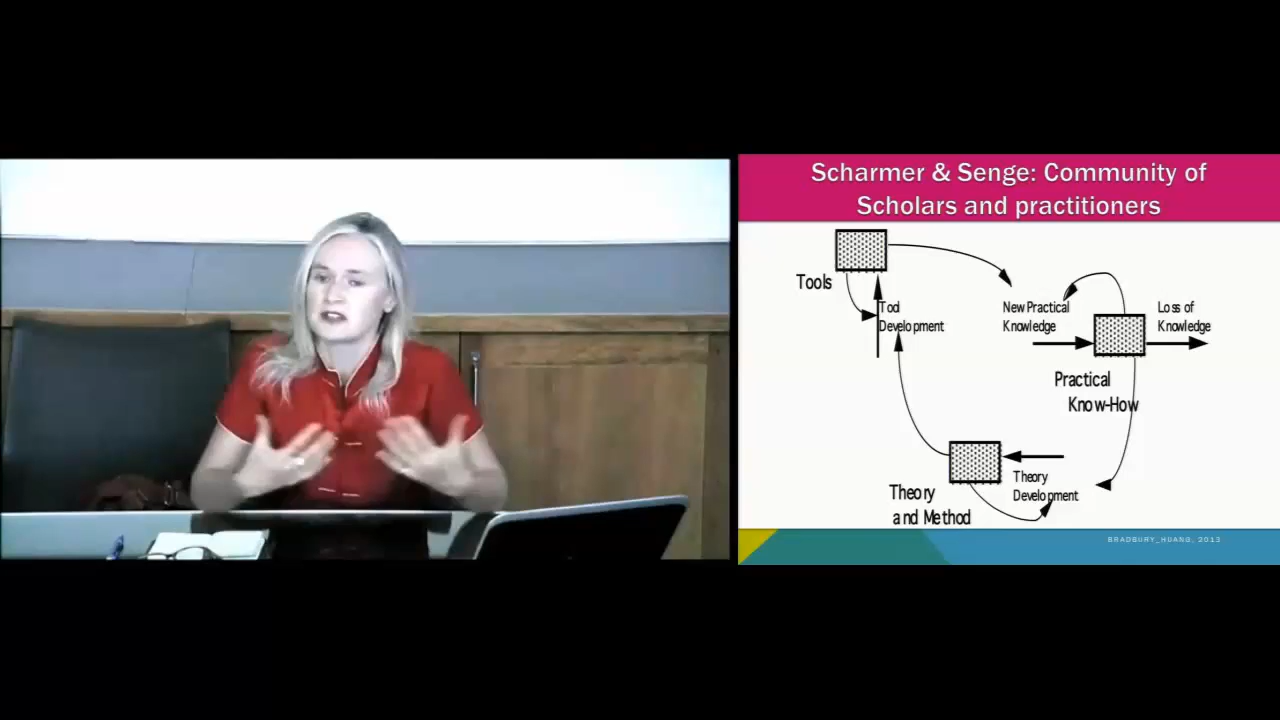 Scharmer & Senge: Community of
Scholars and practitioners
Tools
Tool
Development
New Practical
Knowledge
Loss of
Knowledge
Practical
Know-How
Theory
Development
Theory
and Method
BRADBURY_HUANG, 2013